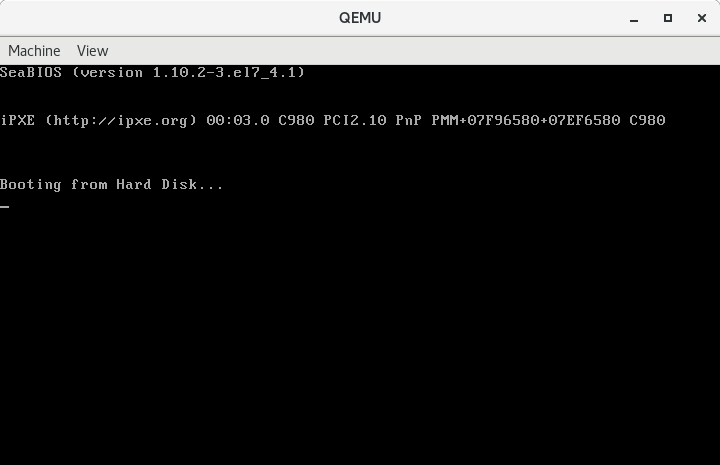 QEMU
Machine View
SeaBIOS (version 1.10.2-3.el7_4.1)
iPXE (http://ipxe.org) 00:03.0 C980 PCI2.10 PnP PMM+07F96580+07EF6580 C980
Booting from Hard Disk...